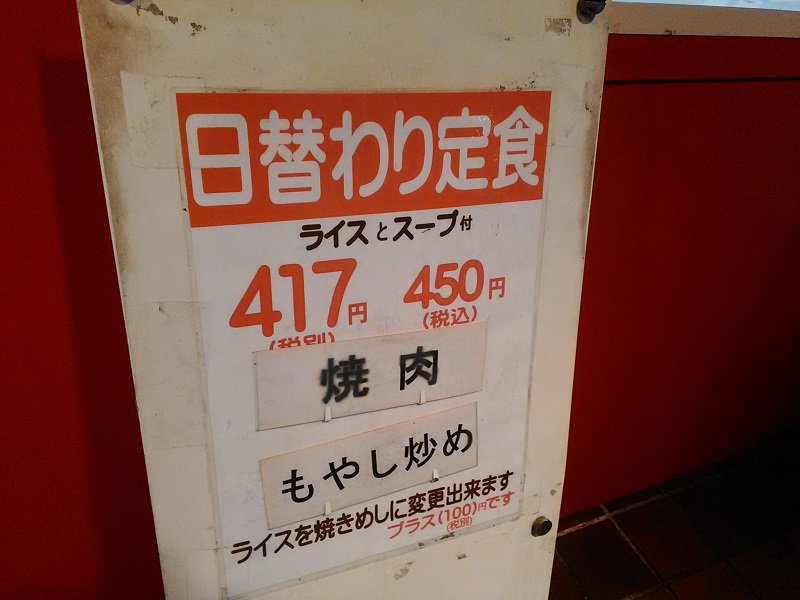 日替わり定食
ライスとスープ付
417円 450円
(税別) (税込)
焼肉
もやし炒め
ライスを焼きめしに変更出来ます
プラス(100)円です
(税別)